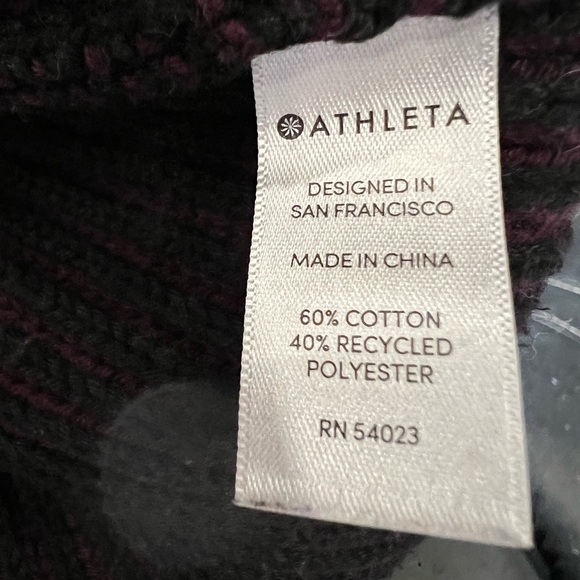 ATHLETA
DESIGNED IN
SAN FRANCISCO
MADE IN CHINA
60% COTTON
40% RECYCLED
POLYESTER
RN 54023